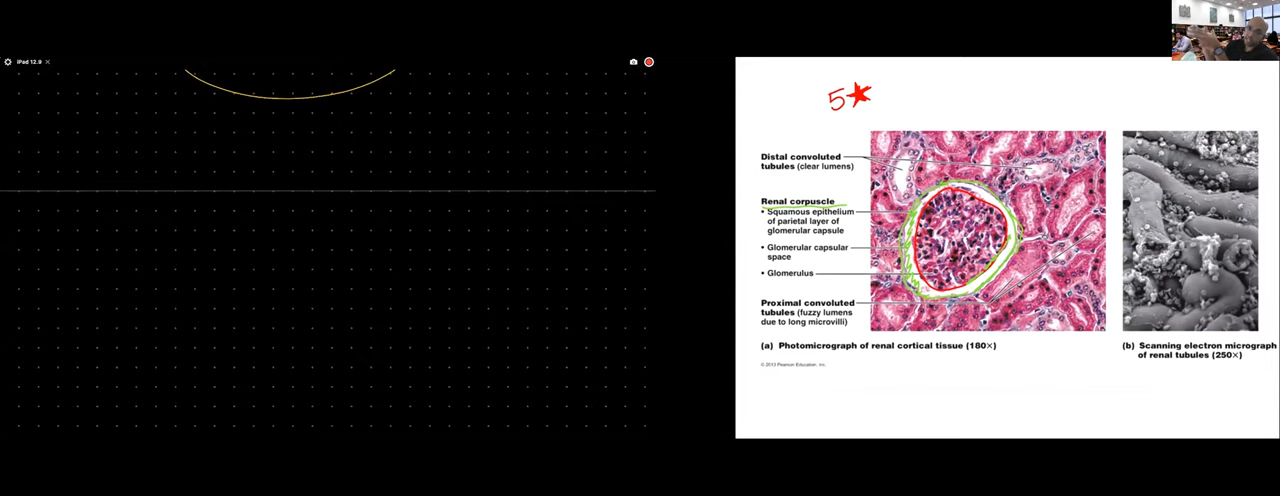 iPad 12.9
5
Distal convoluted
tubules (clear lumens)
Renal corpuscle
• Squamous epithelium
of parietal layer of
glomerular capsule
• Glomerular capsular
space
• Glomerulus
Proximal convoluted
tubules (fuzzy lumens
due to long microvilli)
(a) Photomicrograph of renal cortical tissue (180×)
(b) Scanning electron micrograph
of renal tubules (250×)
© 2013 Pearson Education, Inc.